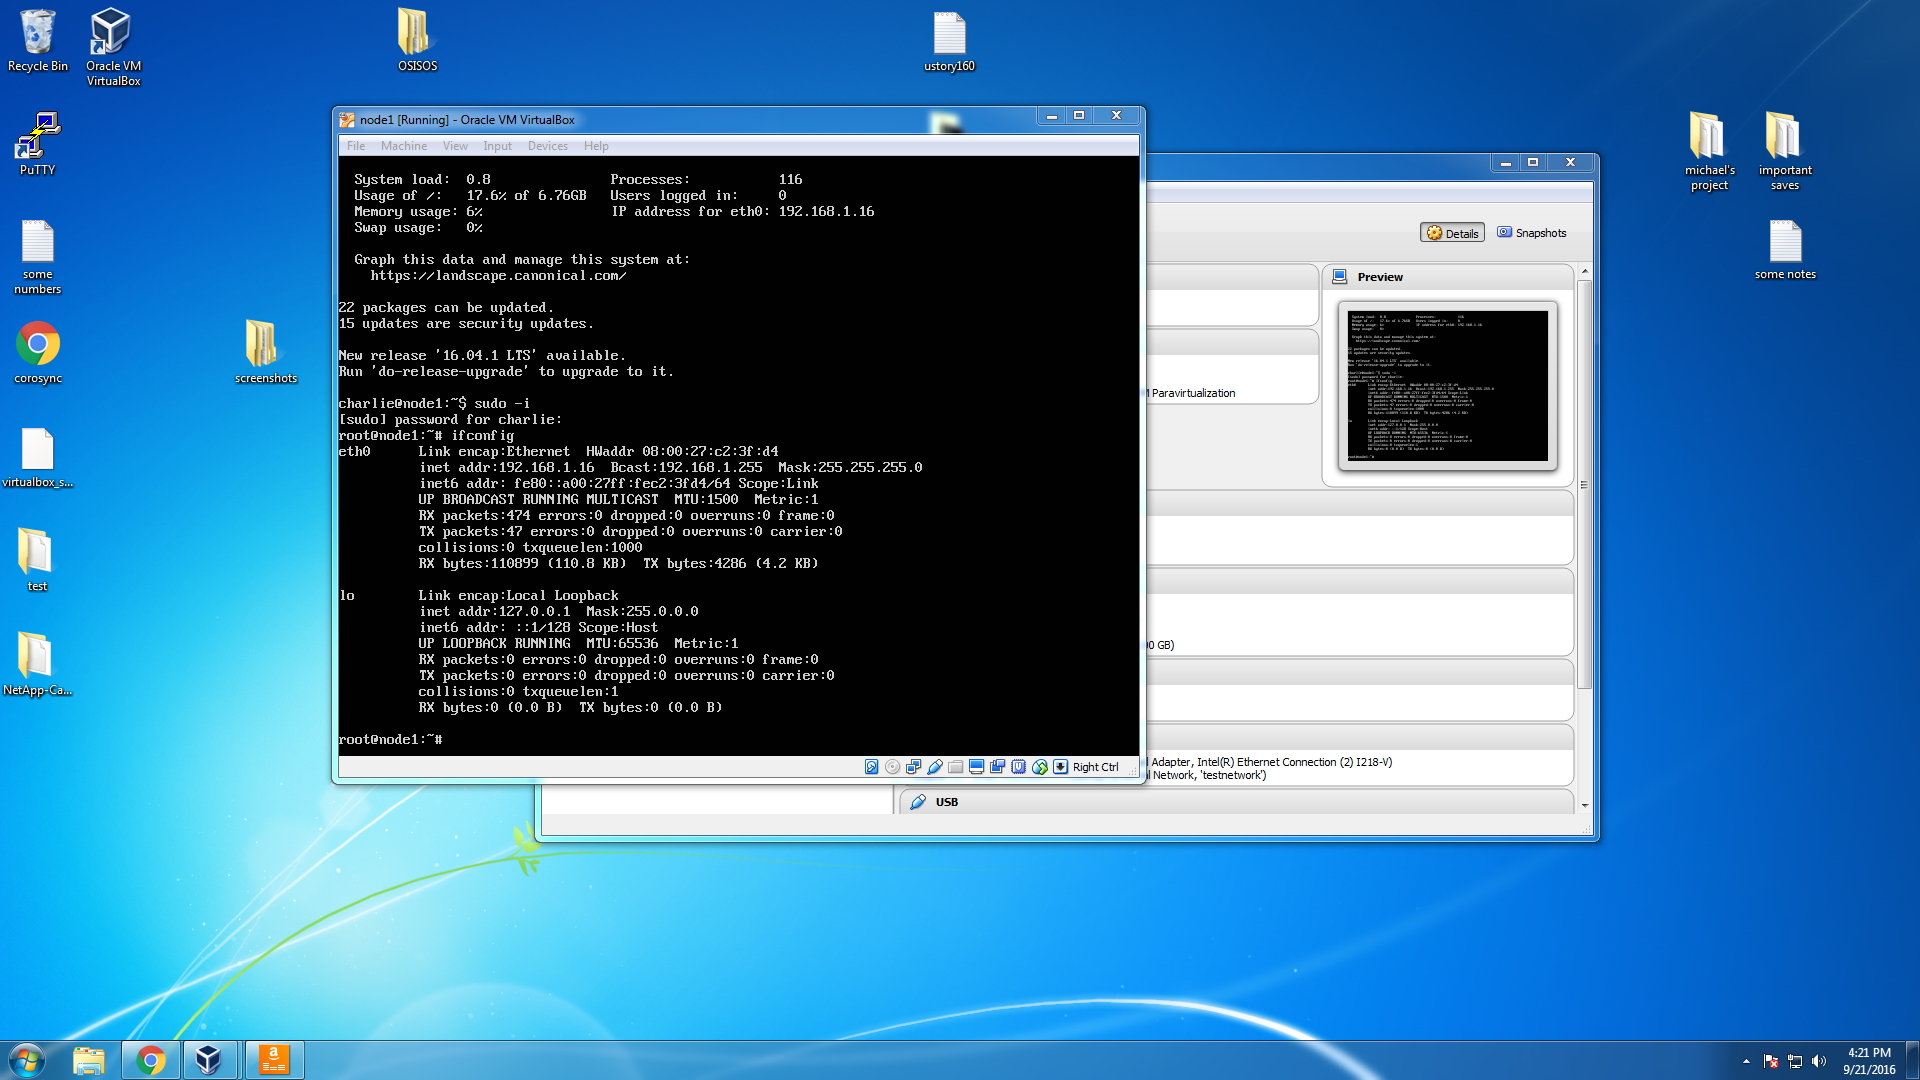 Recycle Bin
Oracle VM
VirtualBox
OSISOS
ustory160
PuTTY
michael's
project
important
saves
some
numbers
some notes
corosync
screenshots
virtualbox_s...
test
NetApp-Ca...
node1 [Running] - Oracle VM VirtualBox
File Machine View Input Devices Help
System load: 0.8 Processes: 116
Usage of /: 17.6% of 6.76GB Users logged in: 0
Memory usage: 6% IP address for eth0: 192.168.1.16
Swap usage: 0%
Graph this data and manage this system at:
https://landscape.canonical.com/
22 packages can be updated.
15 updates are security updates.
New release '16.04.1 LTS' available.
Run 'do-release-upgrade' to upgrade to it.
charlie@node1:~$ sudo -i
[sudo] password for charlie:
root@node1:~# ifconfig
eth0 Link encap:Ethernet HWaddr 08:00:27:c2:3f:d4
inet addr:192.168.1.16 Bcast:192.168.1.255 Mask:255.255.255.0
inet6 addr: fe80::a00:27ff:fec2:3fd4/64 Scope:Link
UP BROADCAST RUNNING MULTICAST MTU:1500 Metric:1
RX packets:474 errors:0 dropped:0 overruns:0 frame:0
TX packets:47 errors:0 dropped:0 overruns:0 carrier:0
collisions:0 txqueuelen:1000
RX bytes:110899 (110.8 KB) TX bytes:4286 (4.2 KB)
lo Link encap:Local Loopback
inet addr:127.0.0.1 Mask:255.0.0.0
inet6 addr: ::1/128 Scope:Host
UP LOOPBACK RUNNING MTU:65536 Metric:1
RX packets:0 errors:0 dropped:0 overruns:0 frame:0
TX packets:0 errors:0 dropped:0 overruns:0 carrier:0
collisions:0 txqueuelen:1
RX bytes:0 (0.0 B) TX bytes:0 (0.0 B)
root@node1:~#
Right Ctrl
Details Snapshots
Preview
Paravirtualization
GB)
Adapter, Intel(R) Ethernet Connection (2) I218-V)
Network, 'testnetwork')
USB
4:21 PM
9/21/2016